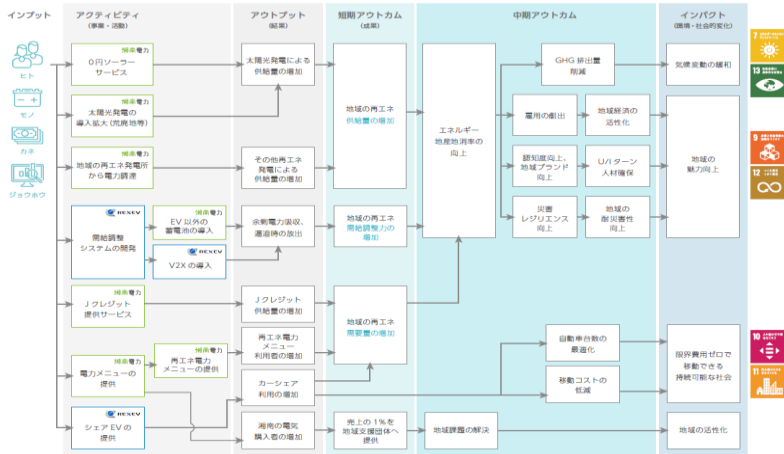 インプット
アクティビティ
(事業・活動)
アウトプット
(結果)
短期アウトカム
(成果)
中期アウトカム
インパクト
(環境・社会的変化)
ヒト
モノ
カネ
ジョウホウ
湘南電力
0円ソーラー
サービス
湘南電力
太陽光発電の
導入拡大(荒廃地等)
湘南電力
地域の再エネ発電所
から電力調達
REXEV
需給調整
システムの開発
湘南電力
EV以外の
蓄電池の導入
REXEV
V2Xの導入
湘南電力
Jクレジット
提供サービス
湘南電力
電力メニューの
提供
湘南電力
再エネ電力
メニューの提供
REXEV
シェアEVの
提供
太陽光発電による
供給量の増加
その他再エネ
発電による
供給量の増加
余剰電力吸収、
逼迫時の放出
Jクレジット
供給量の増加
再エネ電力
メニュー
利用者の増加
カーシェア
利用の増加
湘南の電気
購入者の増加
地域の再エネ
供給量の増加
地域の再エネ
需給調整力の
増加
地域の再エネ
需要量の増加
売上の1%を
地域支援団体へ
提供
エネルギー
地産地消率の
向上
地域課題の解決
GHG排出量
削減
雇用の創出
地域経済の
活性化
認知度向上、
地域ブランド
向上
U/Iターン
人材確保
災害
レジリエンス
向上
地域の
耐災害性
向上
自動車台数の
最適化
移動コストの
低減
気候変動の緩和
地域の
魅力向上
限界費用ゼロで
移動できる
持続可能な社会
地域の活性化
7
13
9
12
10
11